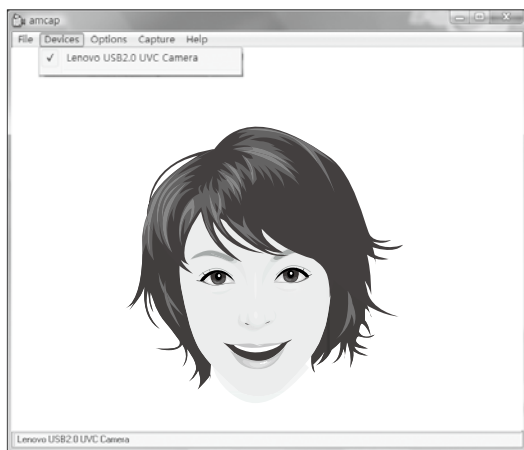 amcap
File Devices Options Capture Help
✓ Lenovo USB2.0 UVC Camera
Lenovo USB2.0 UVC Camera